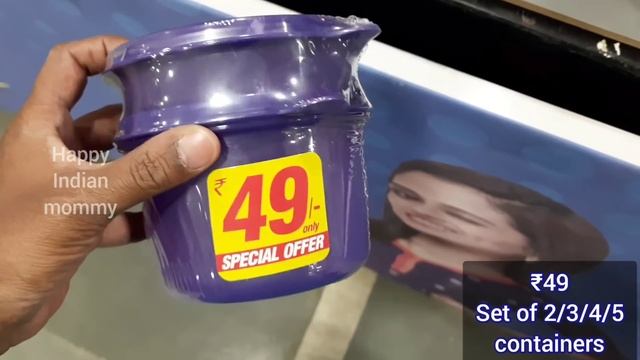 Happy
Indian
mommy
₹49/-
only
SPECIAL OFFER
₹49
Set of 2/3/4/5
containers